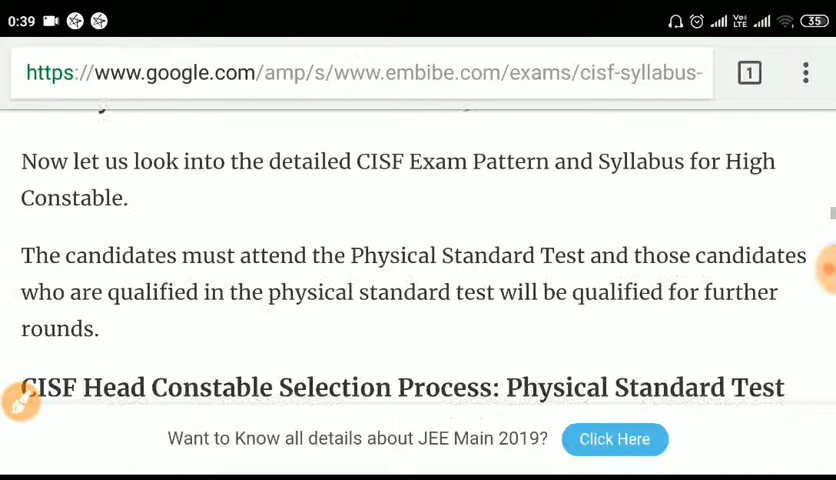 0:39 Vo) LTE 35
https://www.google.com/amp/s/www.embibe.com/exams/cisf-syllabus- 1
Now let us look into the detailed CISF Exam Pattern and Syllabus for High
Constable.
The candidates must attend the Physical Standard Test and those candidates
who are qualified in the physical standard test will be qualified for further
rounds.
CISF Head Constable Selection Process: Physical Standard Test
Want to Know all details about JEE Main 2019? Click Here